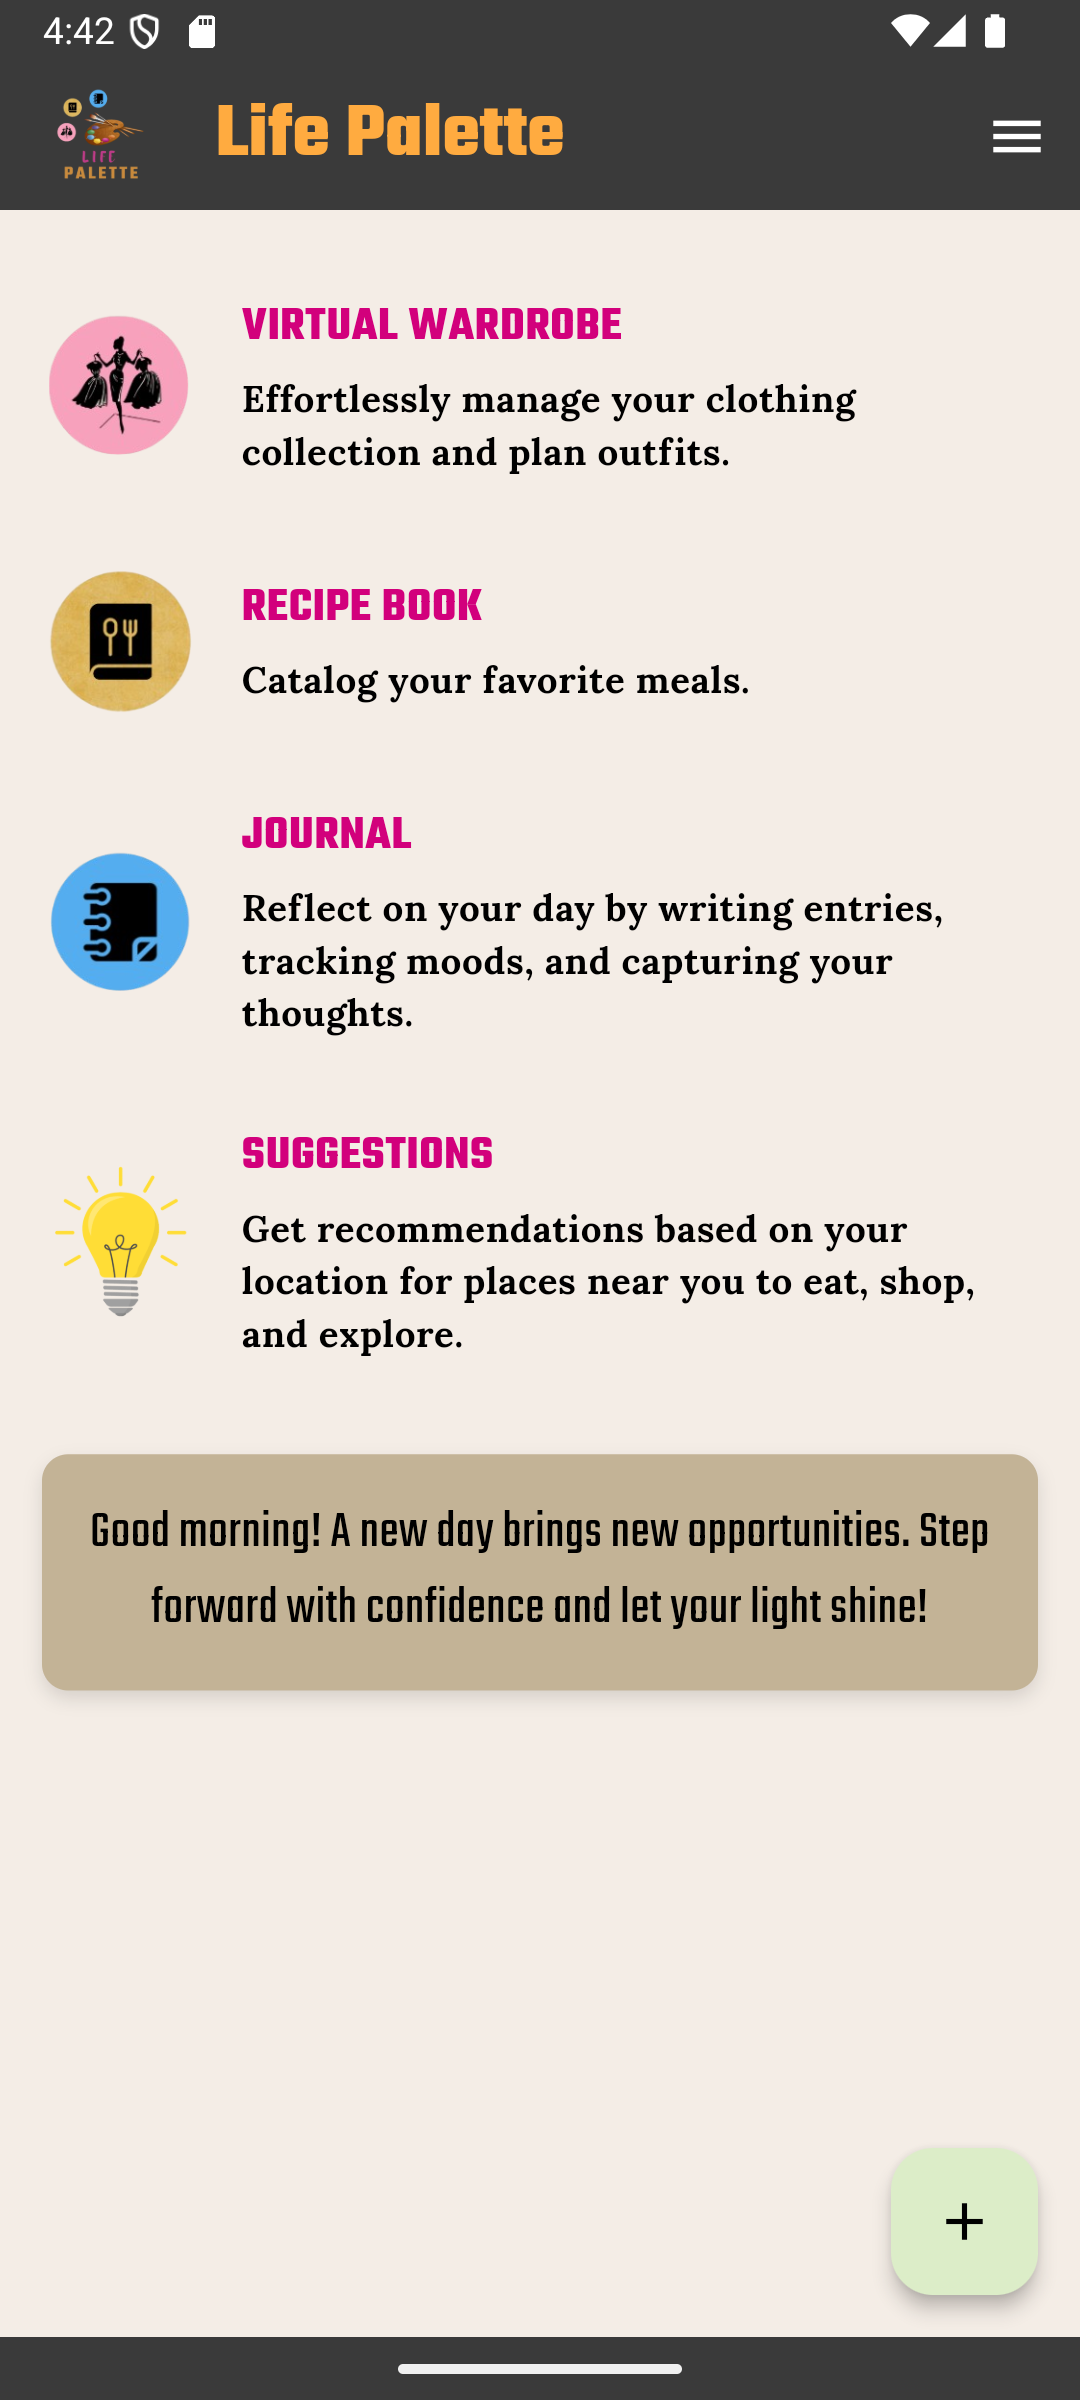 4:42
LIFE
PALETTE
Life Palette
VIRTUAL WARDROBE
Effortlessly manage your clothing
collection and plan outfits.
RECIPE BOOK
Catalog your favorite meals.
JOURNAL
Reflect on your day by writing entries,
tracking moods, and capturing your
thoughts.
SUGGESTIONS
Get recommendations based on your
location for places near you to eat, shop,
and explore.
Good morning! A new day brings new opportunities. Step
forward with confidence and let your light shine!